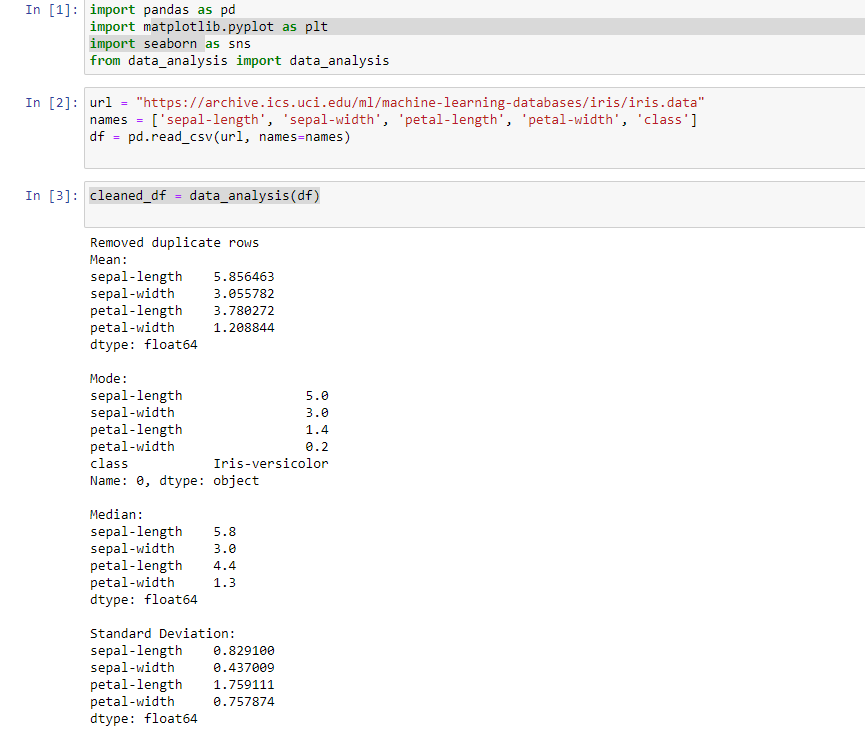 In [1]: import pandas as pd
import matplotlib.pyplot as plt
import seaborn as sns
from data_analysis import data_analysis
In [2]: url = "https://archive.ics.uci.edu/ml/machine-learning-databases/iris/iris.data"
names = ['sepal-length', 'sepal-width', 'petal-length', 'petal-width', 'class']
df = pd.read_csv(url, names=names)
In [3]: cleaned_df = data_analysis(df)
Removed duplicate rows
Mean:
sepal-length    5.856463
sepal-width     3.055782
petal-length    3.780272
petal-width     1.208844
dtype: float64
Mode:
sepal-length                5.0
sepal-width                 3.0
petal-length                1.4
petal-width                 0.2
class           Iris-versicolor
Name: 0, dtype: object
Median:
sepal-length    5.8
sepal-width     3.0
petal-length    4.4
petal-width     1.3
dtype: float64
Standard Deviation:
sepal-length    0.829100
sepal-width     0.437009
petal-length    1.759111
petal-width     0.757874
dtype: float64